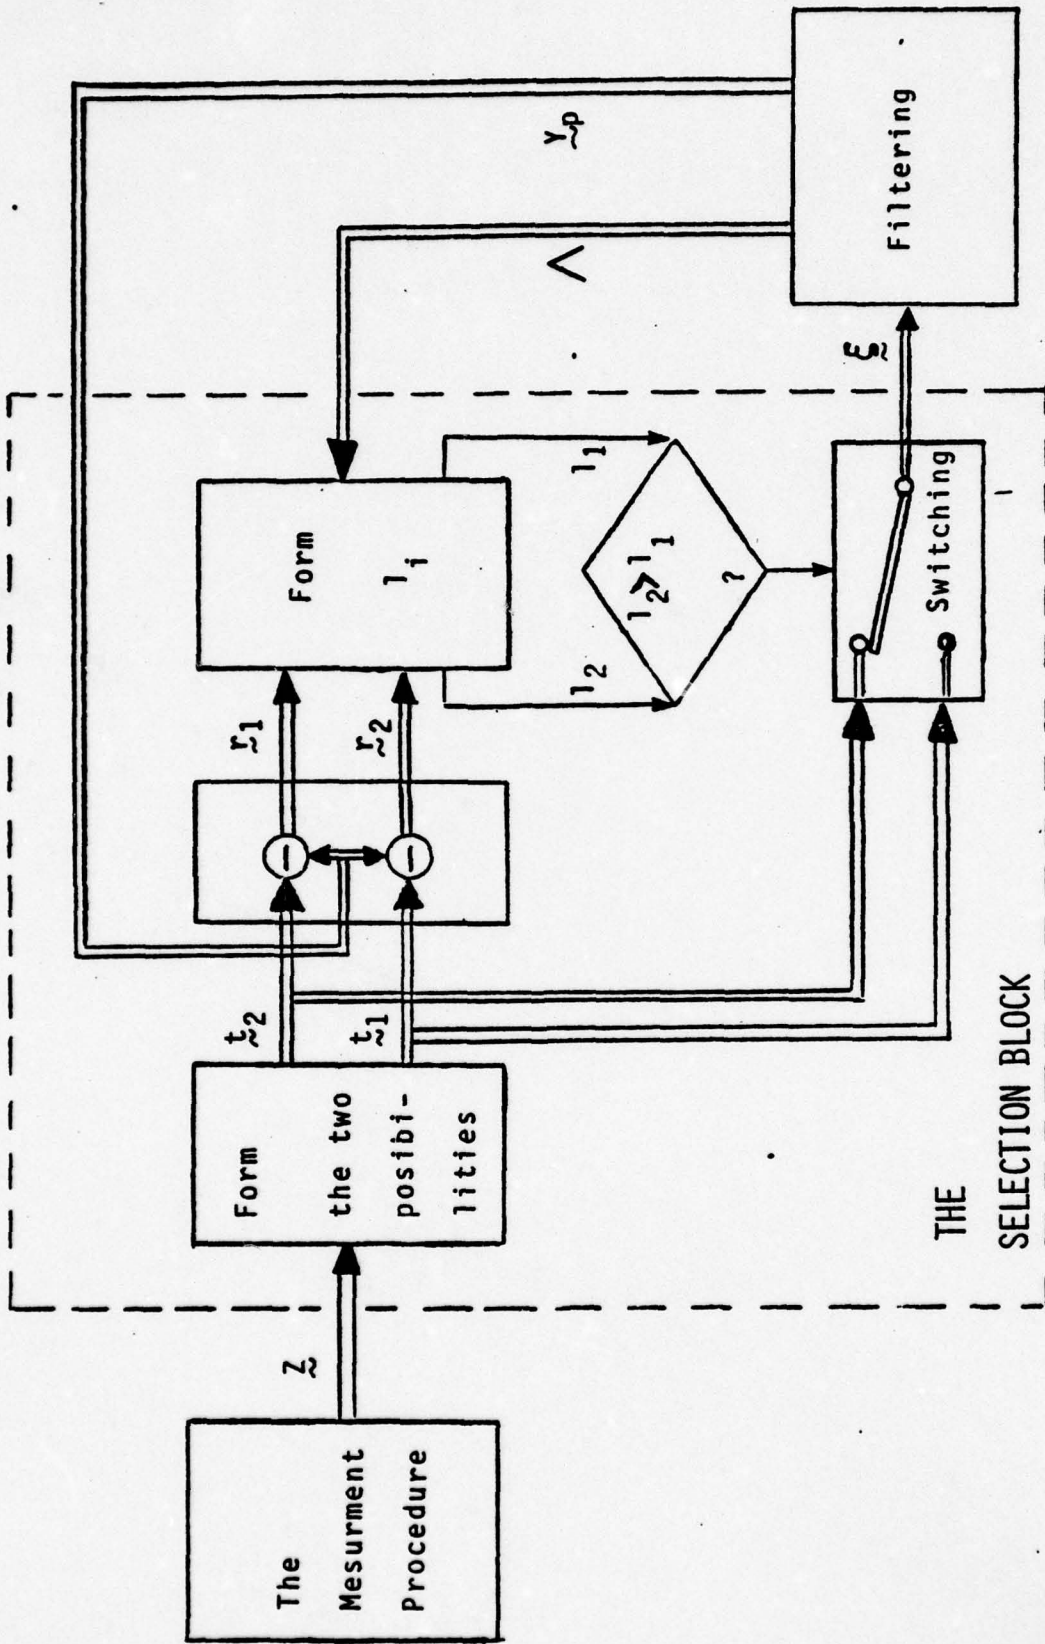 The
Mesurment
Procedure
Z
Form
the two
posibi-
lities
t2
t1
r1
r2
Form
l i
l2
l1
l2>l1
?
Switching
ξ
Filtering
Λ
Yp
THE
SELECTION BLOCK